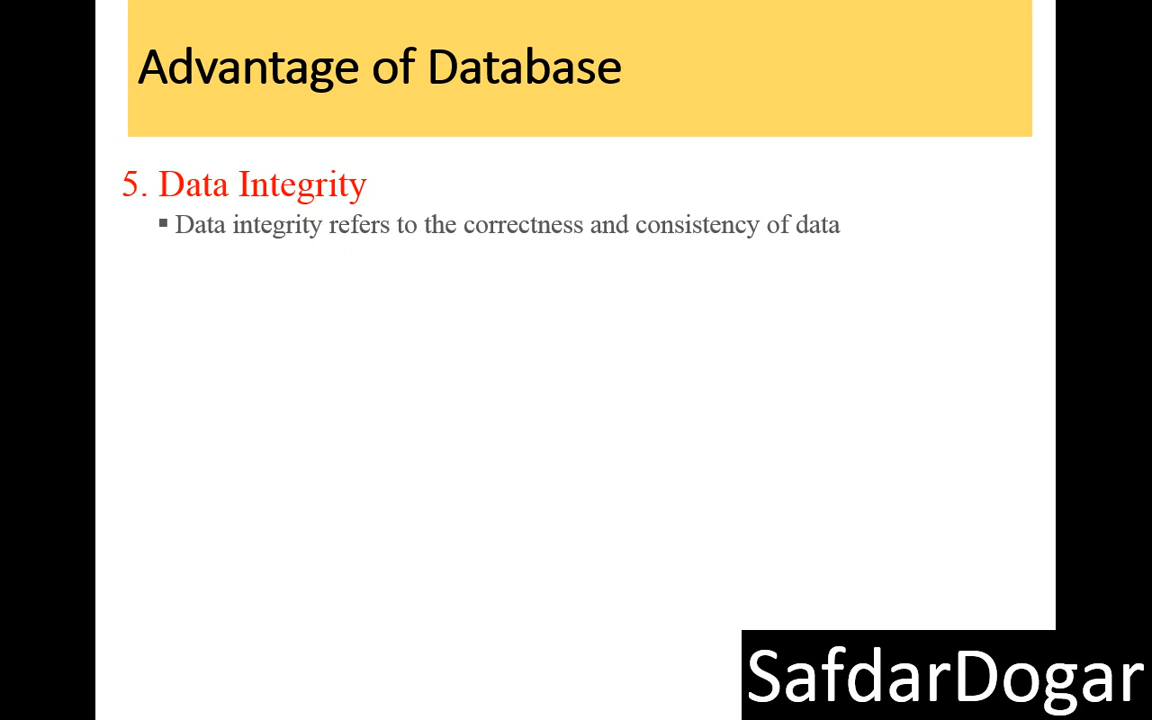 Advantage of Database
5. Data Integrity
▪ Data integrity refers to the correctness and consistency of data
SafdarDogar